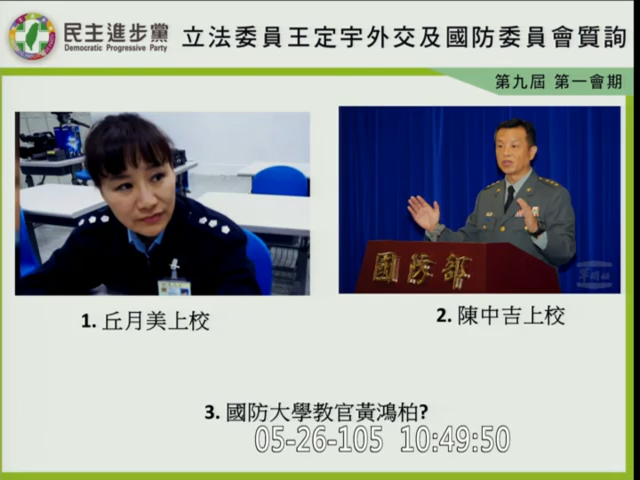 民主進步黨
Democratic Progressive Party
立法委員王定宇外交及國防委員會質詢
第九屆 第一會期
國防部
軍聞社
1. 丘月美上校
2. 陳中吉上校
3. 國防大學教官黃鴻柏?
05-26-105 10:49:50